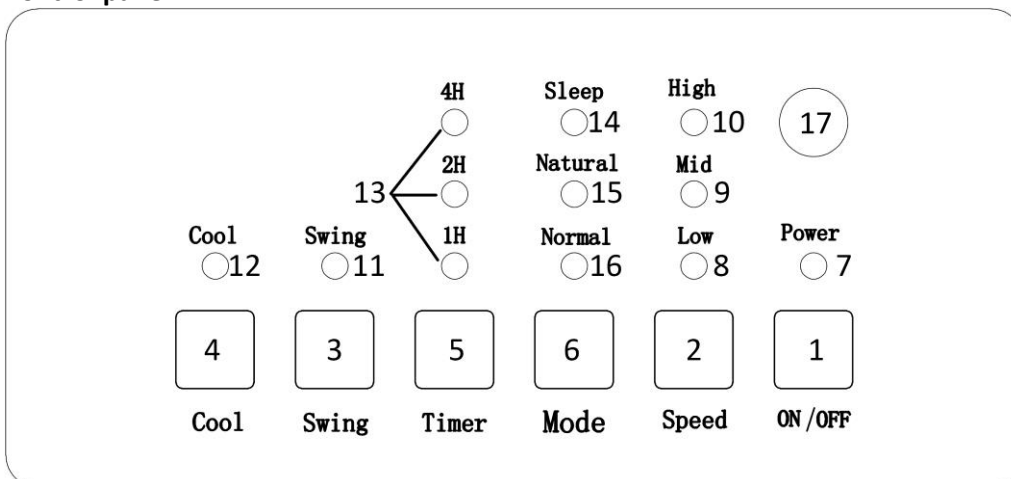 4H Sleep High
14 10 17
2H Natural Mid
13 15 9
Cool Swing 1H Normal Low Power
12 11 16 8 7
4 3 5 6 2 1
Cool Swing Timer Mode Speed ON/OFF